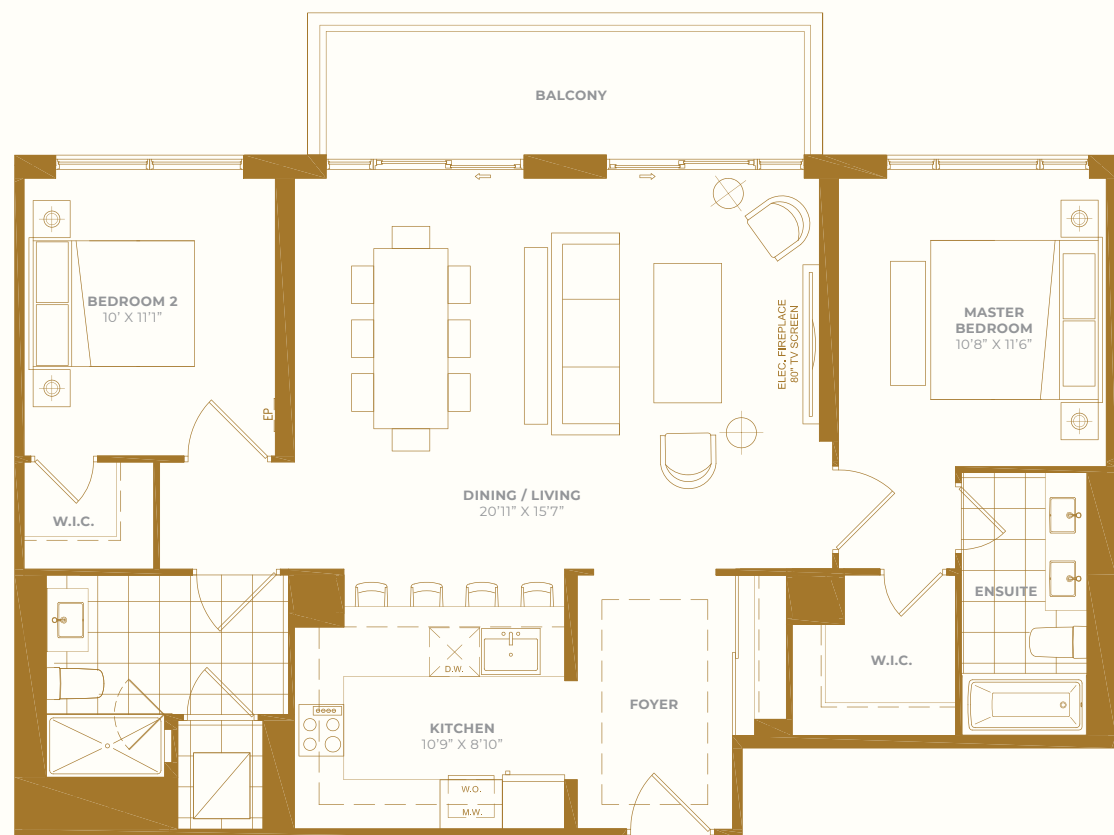 BALCONY
BEDROOM 2
10’ X 11’1”
EP
ELEC. FIREPLACE
80" TV SCREEN
MASTER
BEDROOM
10’8” X 11’6”
W.I.C.
DINING / LIVING
20’11” X 15’7”
ENSUITE
D.W.
W.I.C.
FOYER
KITCHEN
10’9” X 8’10”
W.O.
M.W.